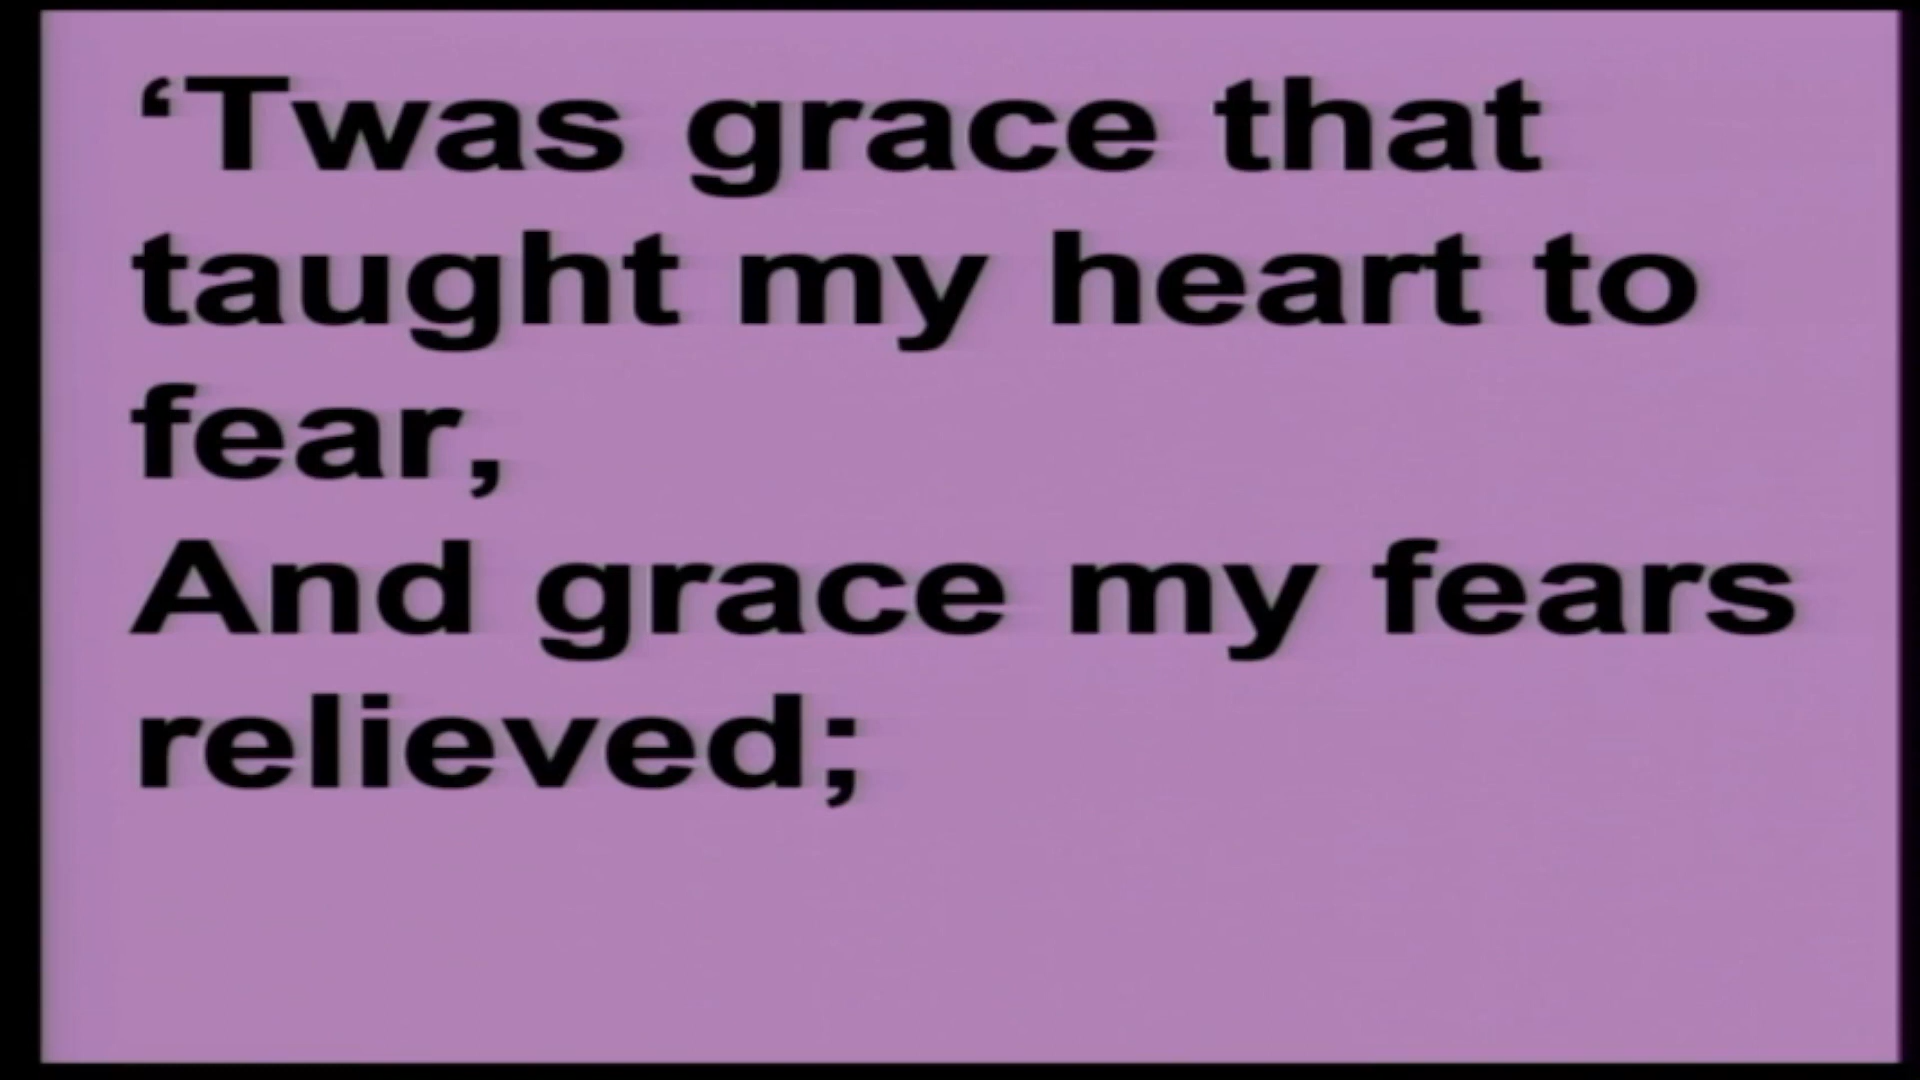 ‘Twas grace that
taught my heart to
fear,
And grace my fears
relieved;